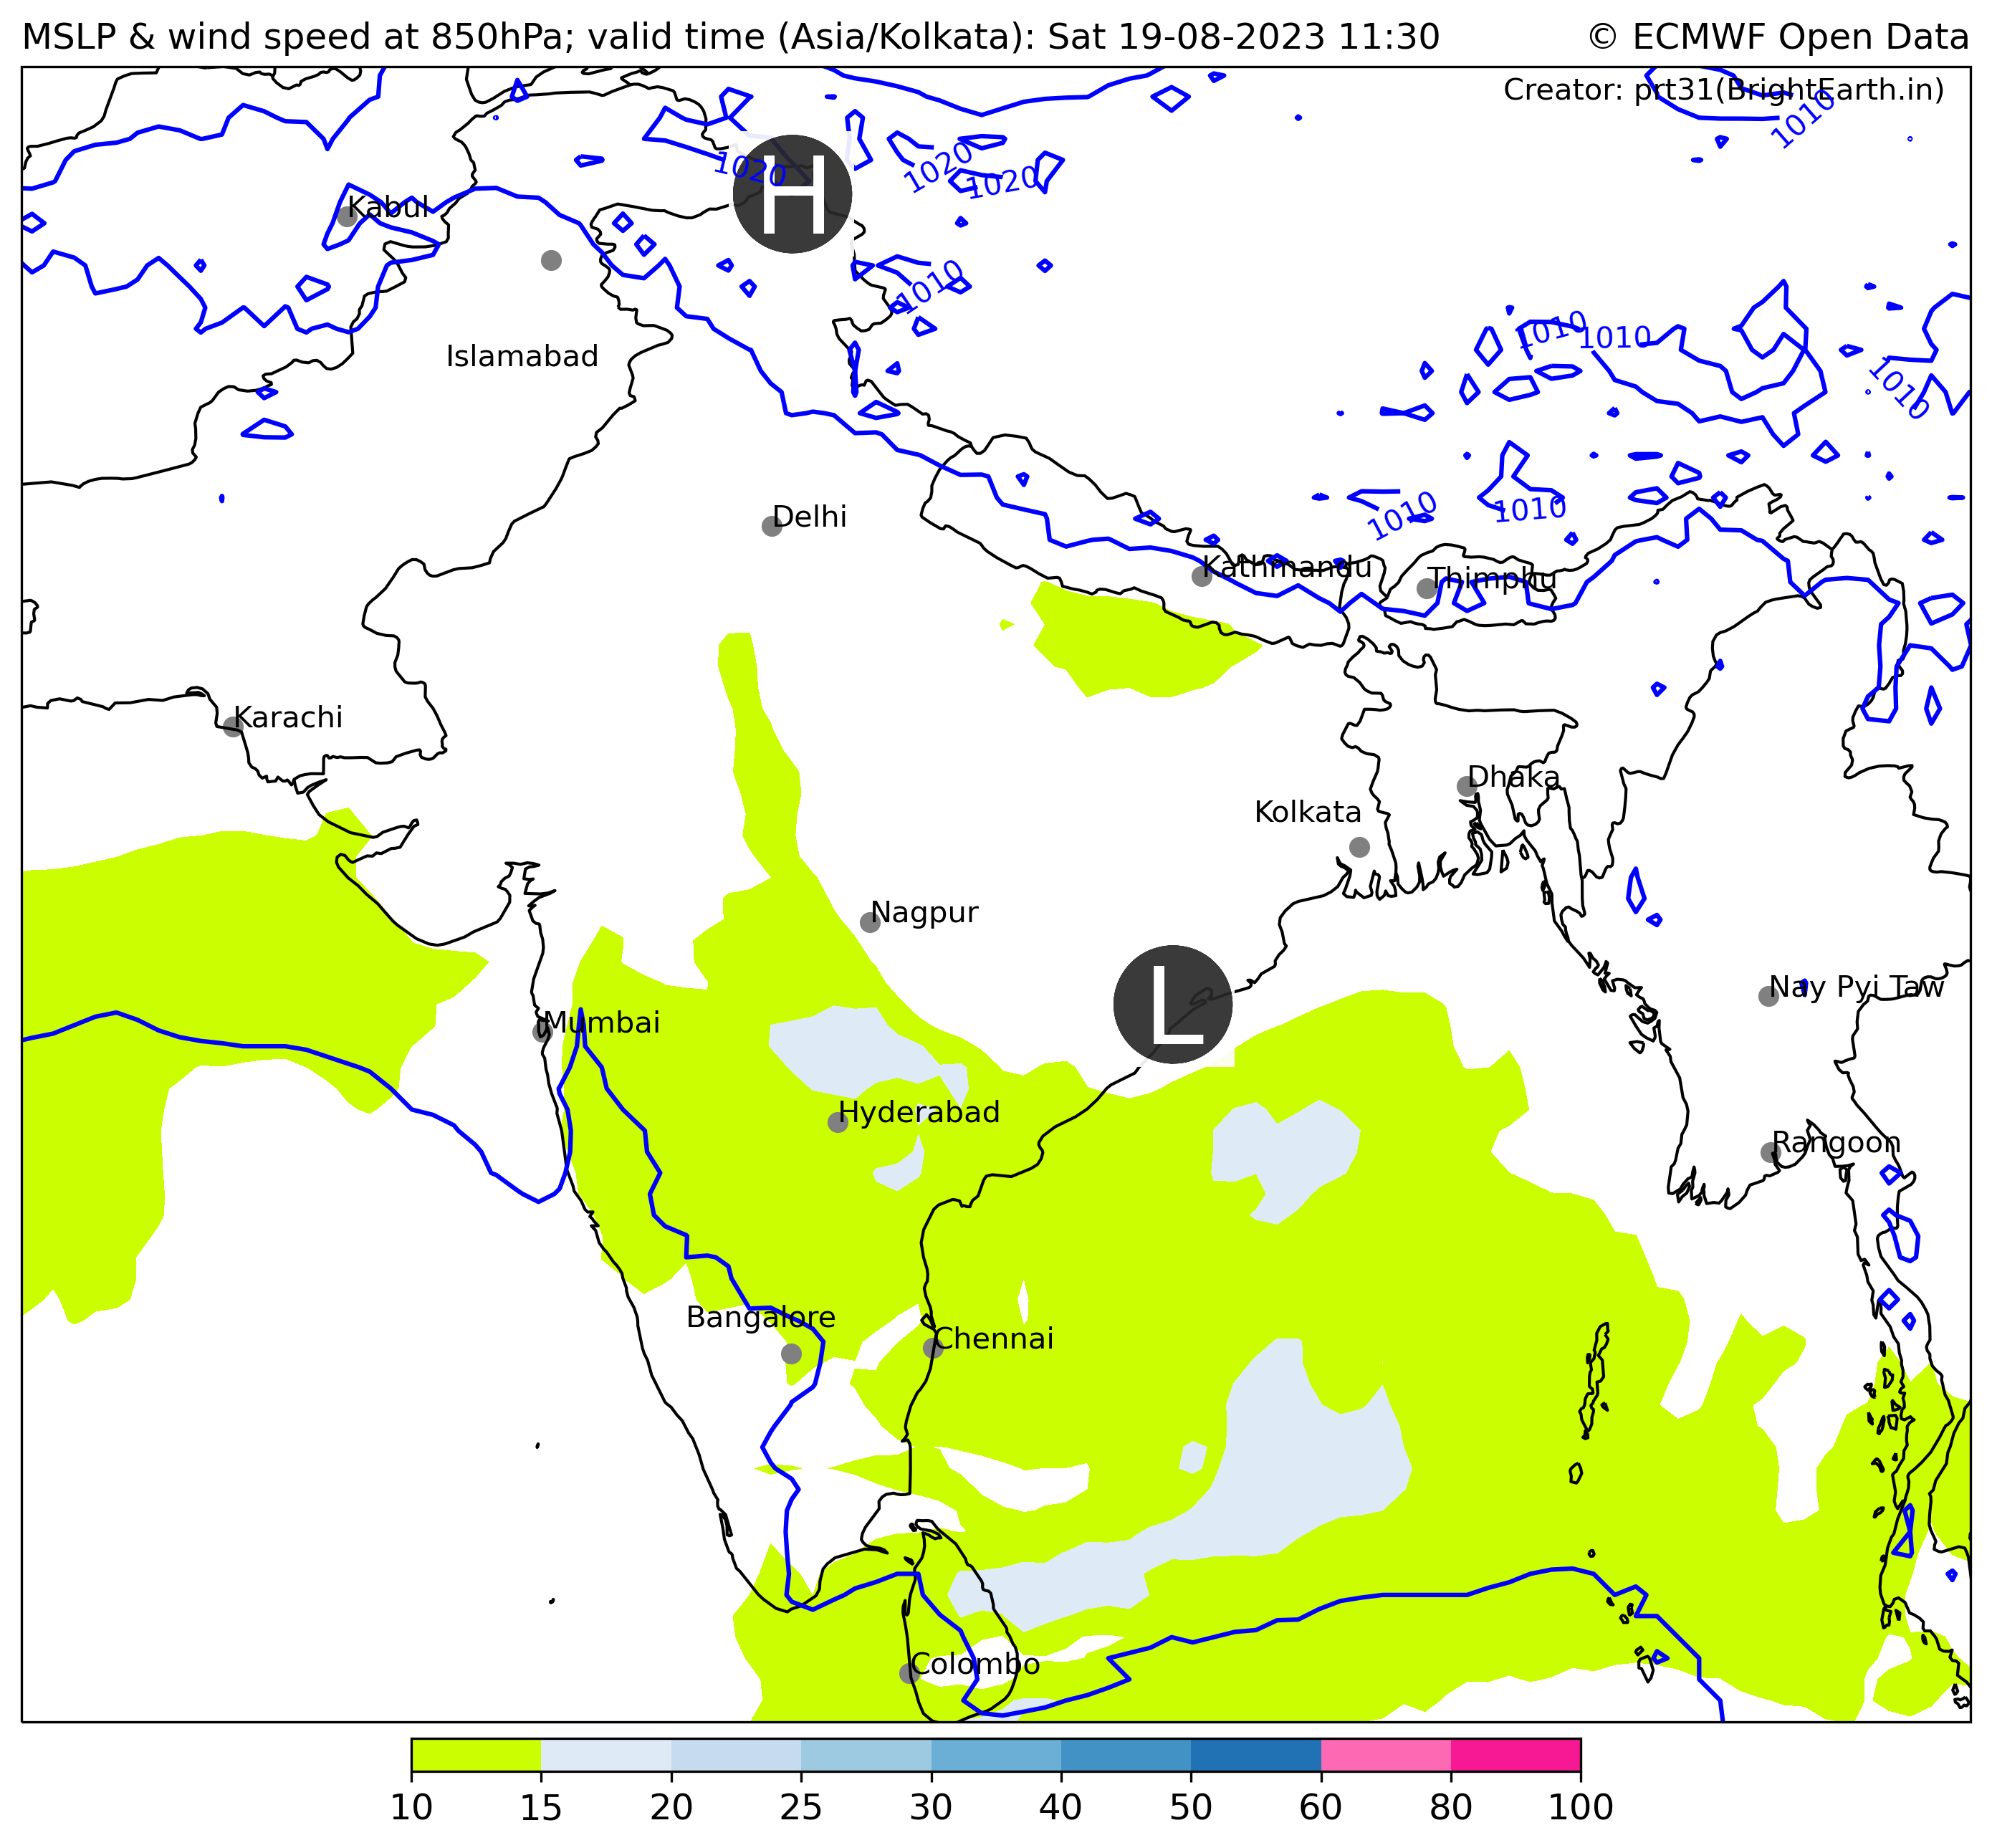 MSLP & wind speed at 850hPa; valid time (Asia/Kolkata): Sat 19-08-2023 11:30
© ECMWF Open Data
Creator: prt31(BrightEarth.in)
1010
H
1020
1020
1020
Kabul
1010
1010
1010
Islamabad
1010
Delhi
1010
1010
Kathmandu
Thimphu
Karachi
Dhaka
Kolkata
Nagpur
L
Nay Pyi Taw
Mumbai
Hyderabad
Rangoon
Bangalore
Chennai
Colombo
10 15 20 25 30 40 50 60 80 100